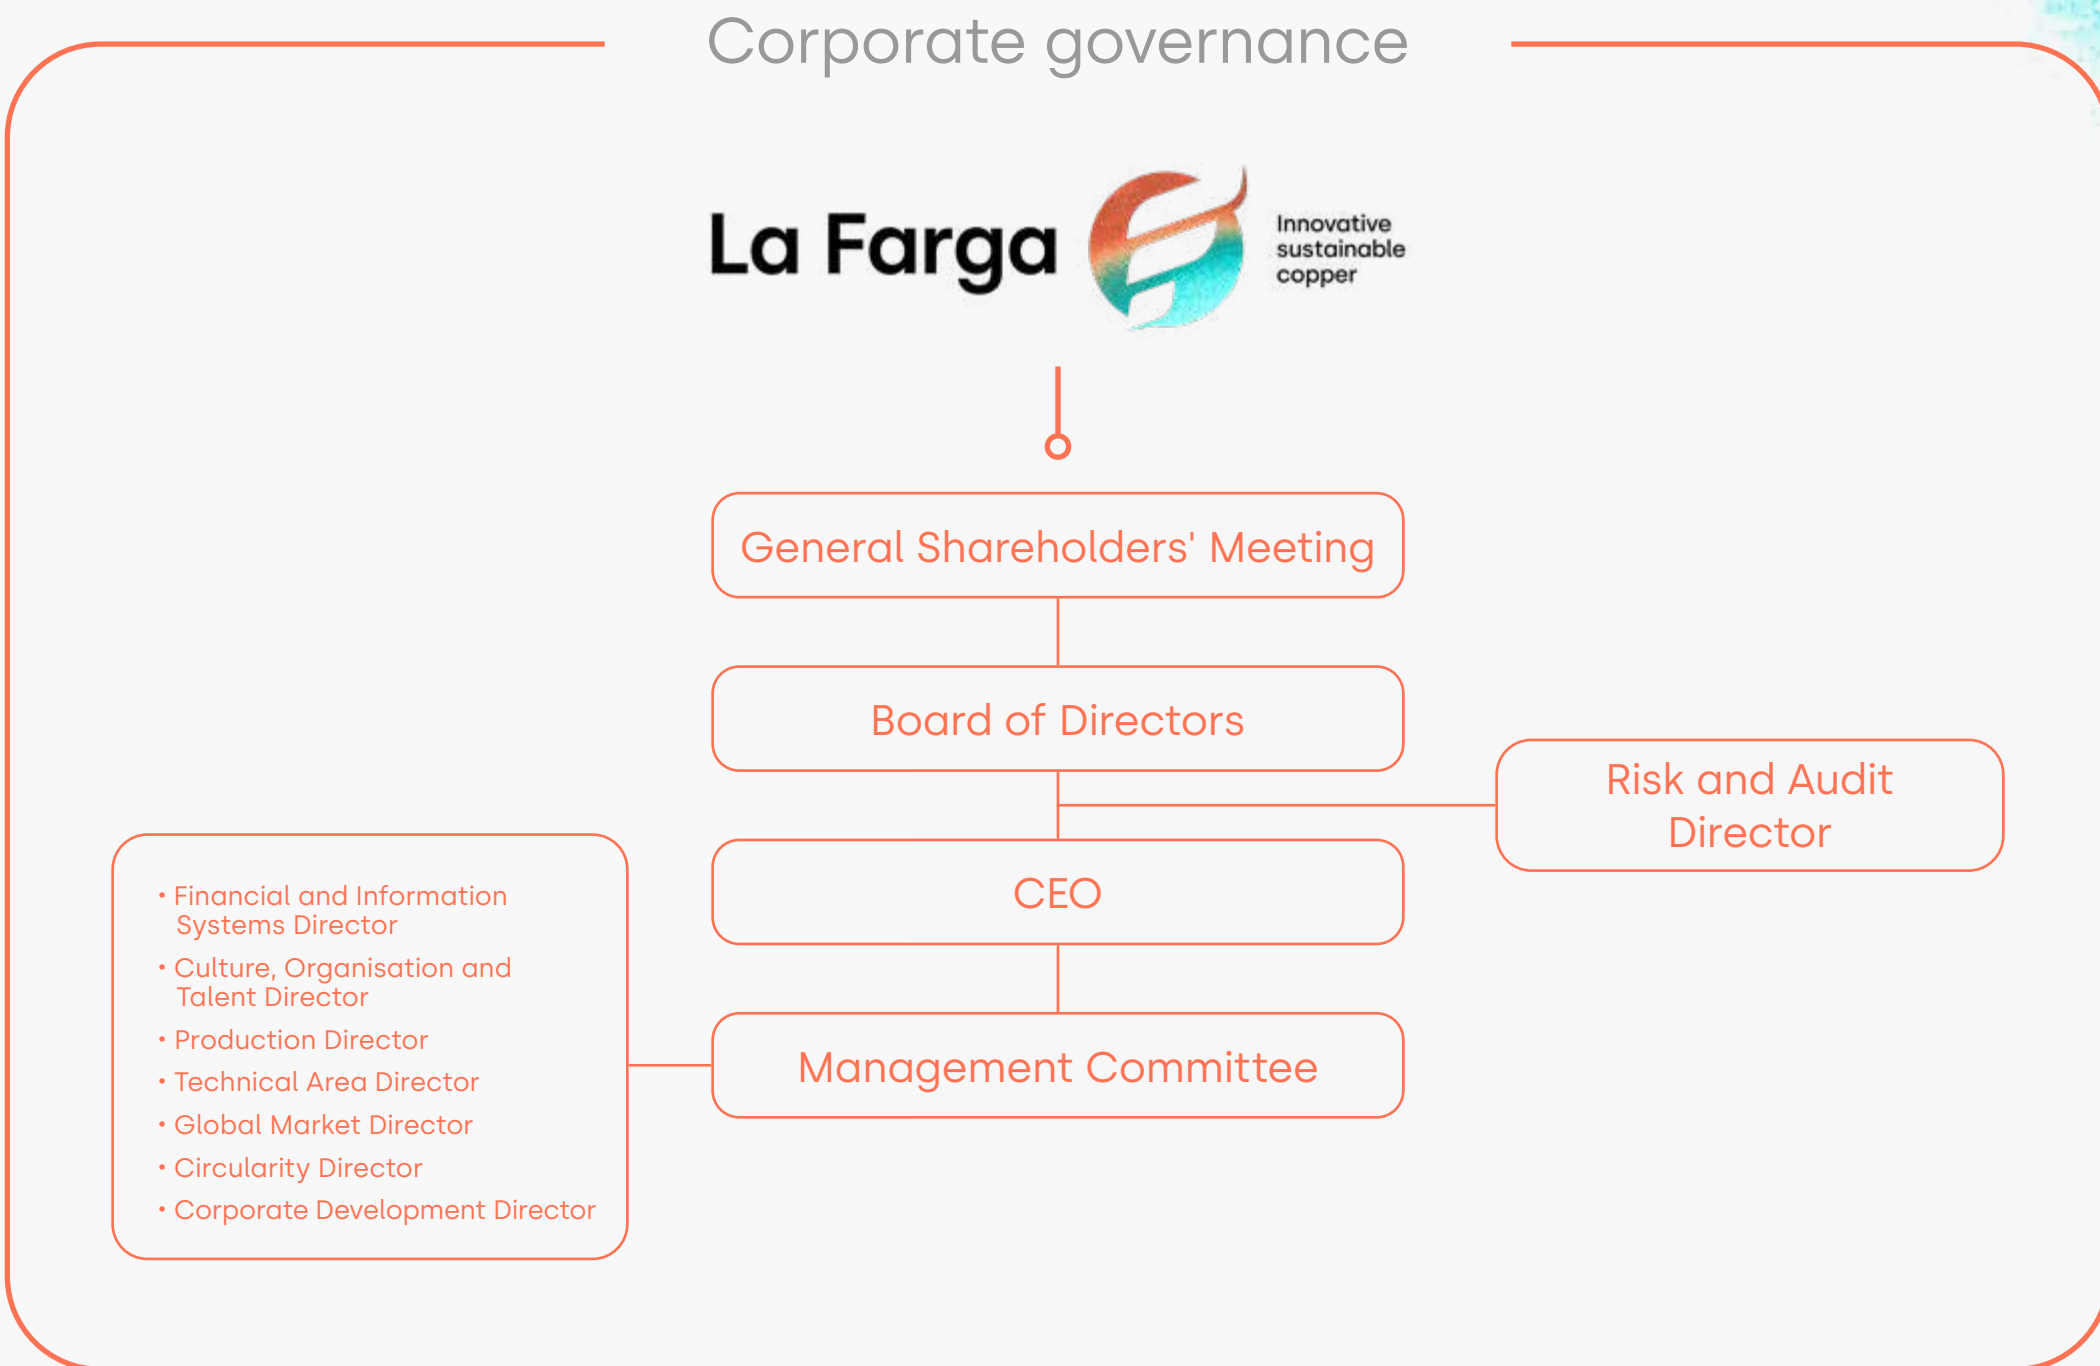 Corporate governance
La Farga
Innovative
sustainable
copper
General Shareholders' Meeting
Board of Directors
Risk and Audit
Director
CEO
Management Committee
• Financial and Information
Systems Director
• Culture, Organisation and
Talent Director
• Production Director
• Technical Area Director
• Global Market Director
• Circularity Director
• Corporate Development Director